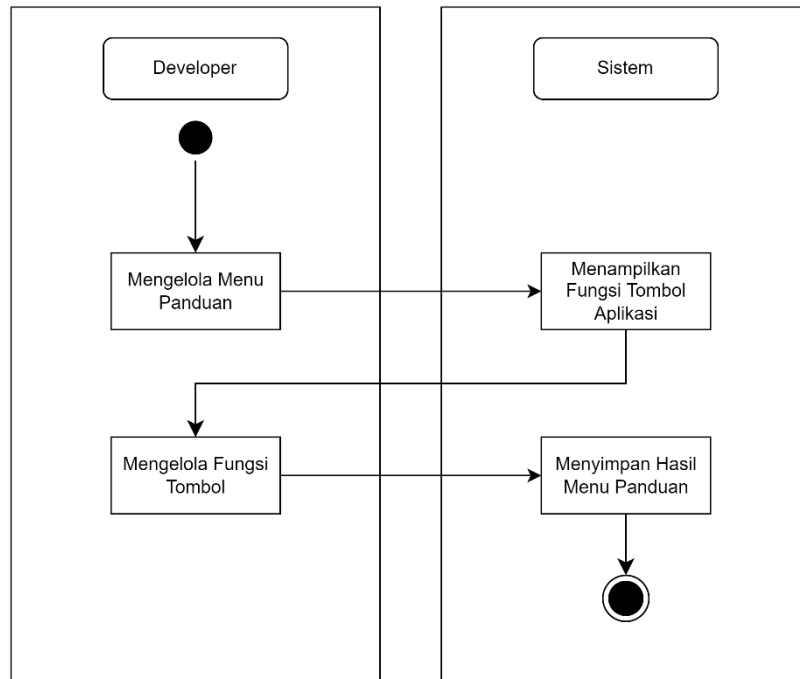 Developer
Sistem
Mengelola Menu
Panduan
Menampilkan
Fungsi Tombol
Aplikasi
Mengelola Fungsi
Tombol
Menyimpan Hasil
Menu Panduan